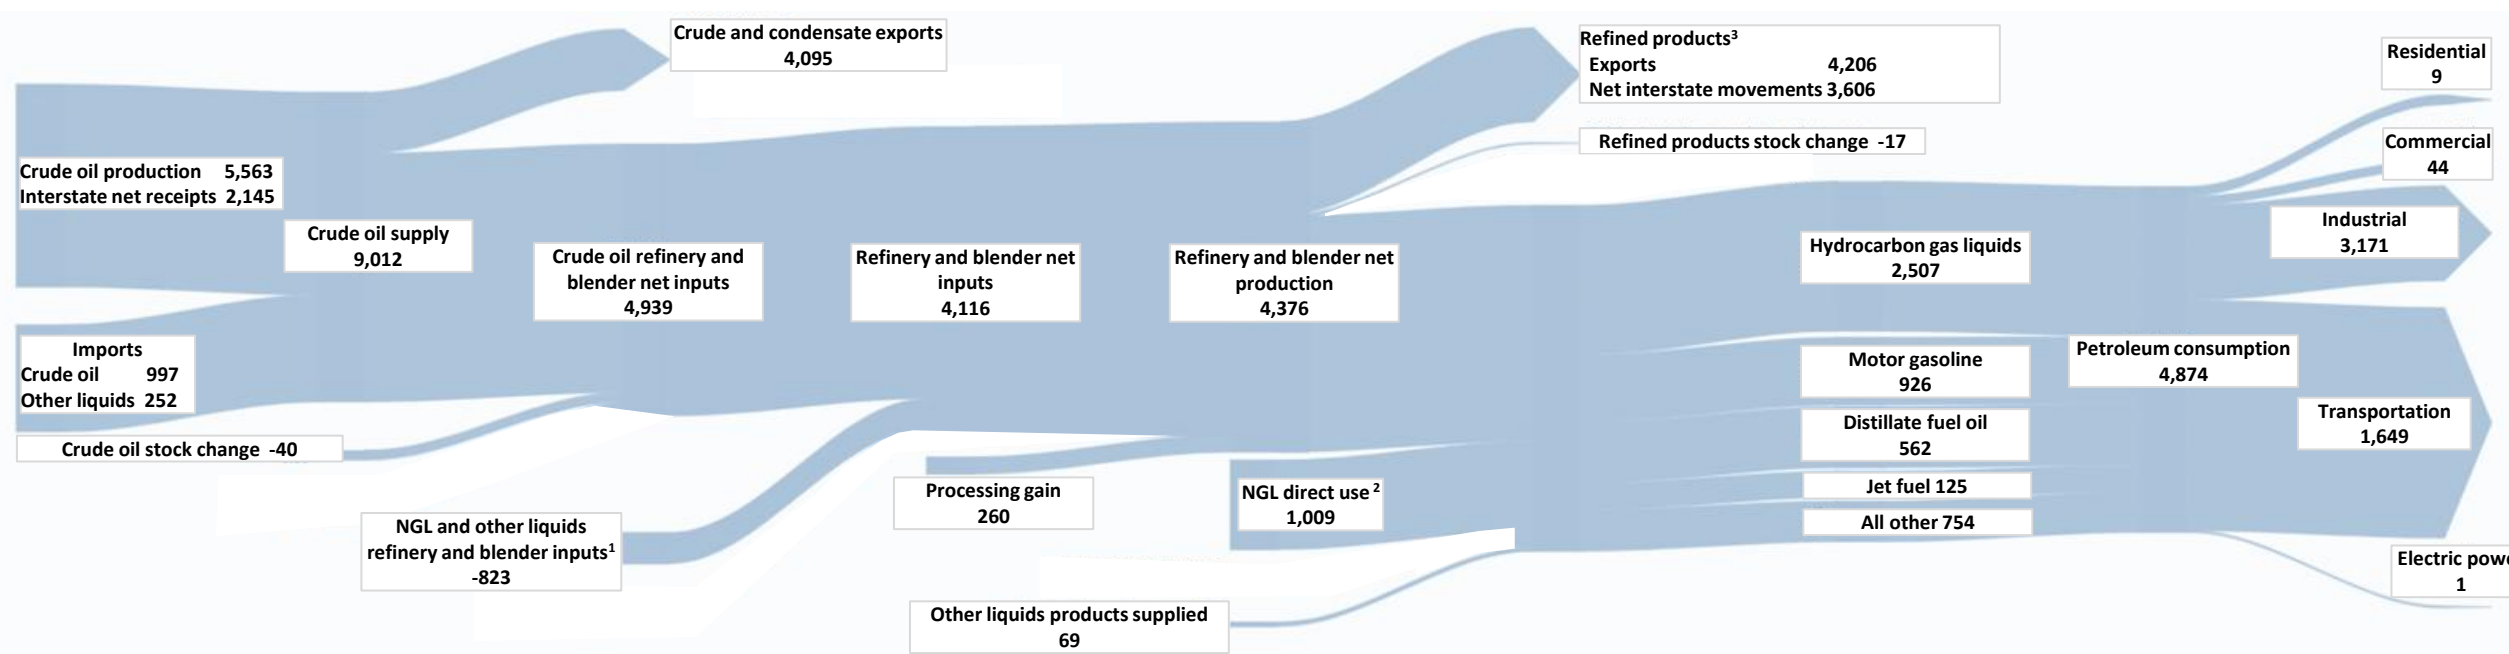 Crude and condensate exports
4,095
Refined products³
Exports 4,206
Net interstate movements 3,606
Residential
9
Refined products stock change -17
Commercial
44
Crude oil production 5,563
Interstate net receipts 2,145
Crude oil supply
9,012
Crude oil refinery and
blender net inputs
4,939
Refinery and blender net
inputs
4,116
Refinery and blender net
production
4,376
Hydrocarbon gas liquids
2,507
Industrial
3,171
Imports
Crude oil 997
Other liquids 252
Motor gasoline
926
Petroleum consumption
4,874
Crude oil stock change -40
Distillate fuel oil
562
Transportation
1,649
Processing gain
260
NGL direct use ²
1,009
Jet fuel 125
All other 754
NGL and other liquids
refinery and blender inputs¹
-823
Electric powe
1
Other liquids products supplied
69